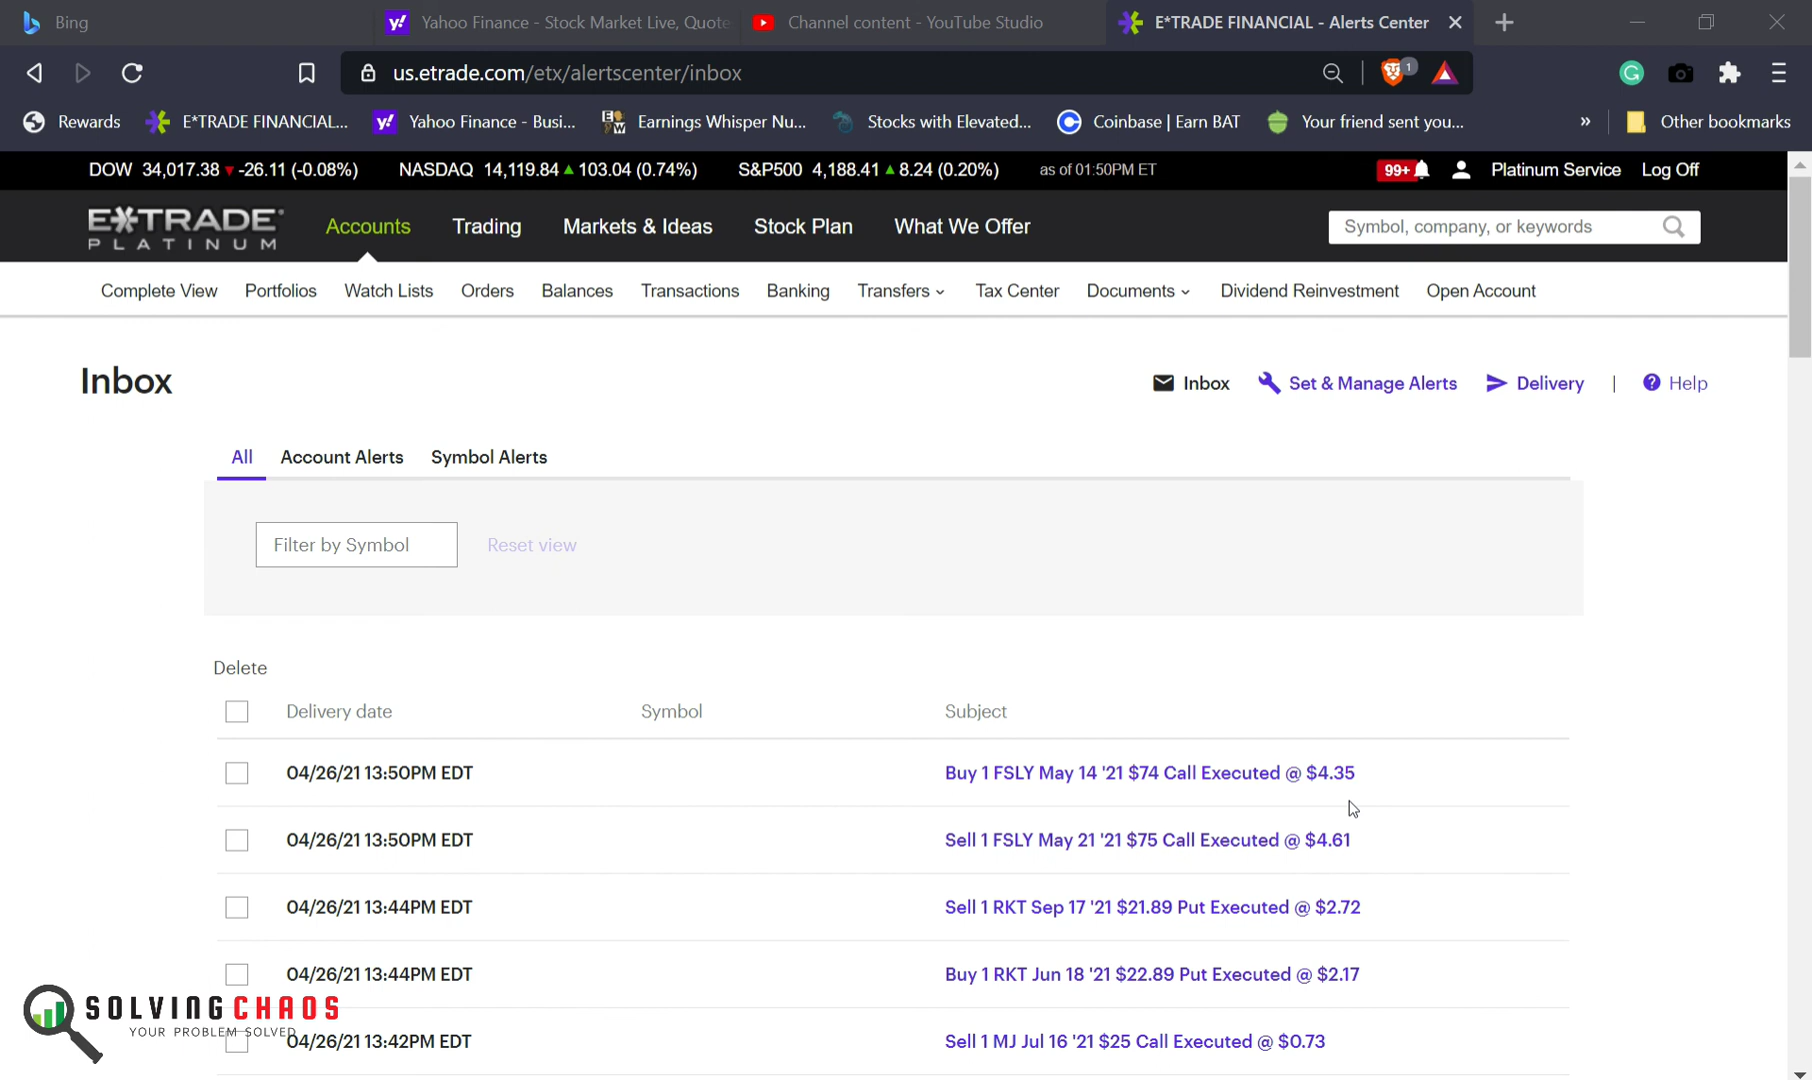 Bing
Yahoo Finance - Stock Market Live, Quote
Channel content - YouTube Studio
E*TRADE FINANCIAL - Alerts Center
us.etrade.com/etx/alertscenter/inbox
1
Rewards
E*TRADE FINANCIAL...
Yahoo Finance - Busi...
Earnings Whisper Nu...
Stocks with Elevated...
Coinbase | Earn BAT
Your friend sent you...
»
Other bookmarks
DOW 34,017.38 -26.11 (-0.08%)
NASDAQ 14,119.84 103.04 (0.74%)
S&P500 4,188.41 8.24 (0.20%)
as of 01:50PM ET
99+
Platinum Service
Log Off
E*TRADE
PLATINUM
Accounts
Trading
Markets & Ideas
Stock Plan
What We Offer
Symbol, company, or keywords
Complete View
Portfolios
Watch Lists
Orders
Balances
Transactions
Banking
Transfers
Tax Center
Documents
Dividend Reinvestment
Open Account
Inbox
Inbox
Set & Manage Alerts
Delivery
|
Help
All
Account Alerts
Symbol Alerts
Filter by Symbol
Reset view
Delete
Delivery date
Symbol
Subject
04/26/21 13:50PM EDT
Buy 1 FSLY May 14 '21 $74 Call Executed @ $4.35
04/26/21 13:50PM EDT
Sell 1 FSLY May 21 '21 $75 Call Executed @ $4.61
04/26/21 13:44PM EDT
Sell 1 RKT Sep 17 '21 $21.89 Put Executed @ $2.72
04/26/21 13:44PM EDT
Buy 1 RKT Jun 18 '21 $22.89 Put Executed @ $2.17
SOLVING CHAOS
YOUR PROBLEM SOLVED
04/26/21 13:42PM EDT
Sell 1 MJ Jul 16 '21 $25 Call Executed @ $0.73